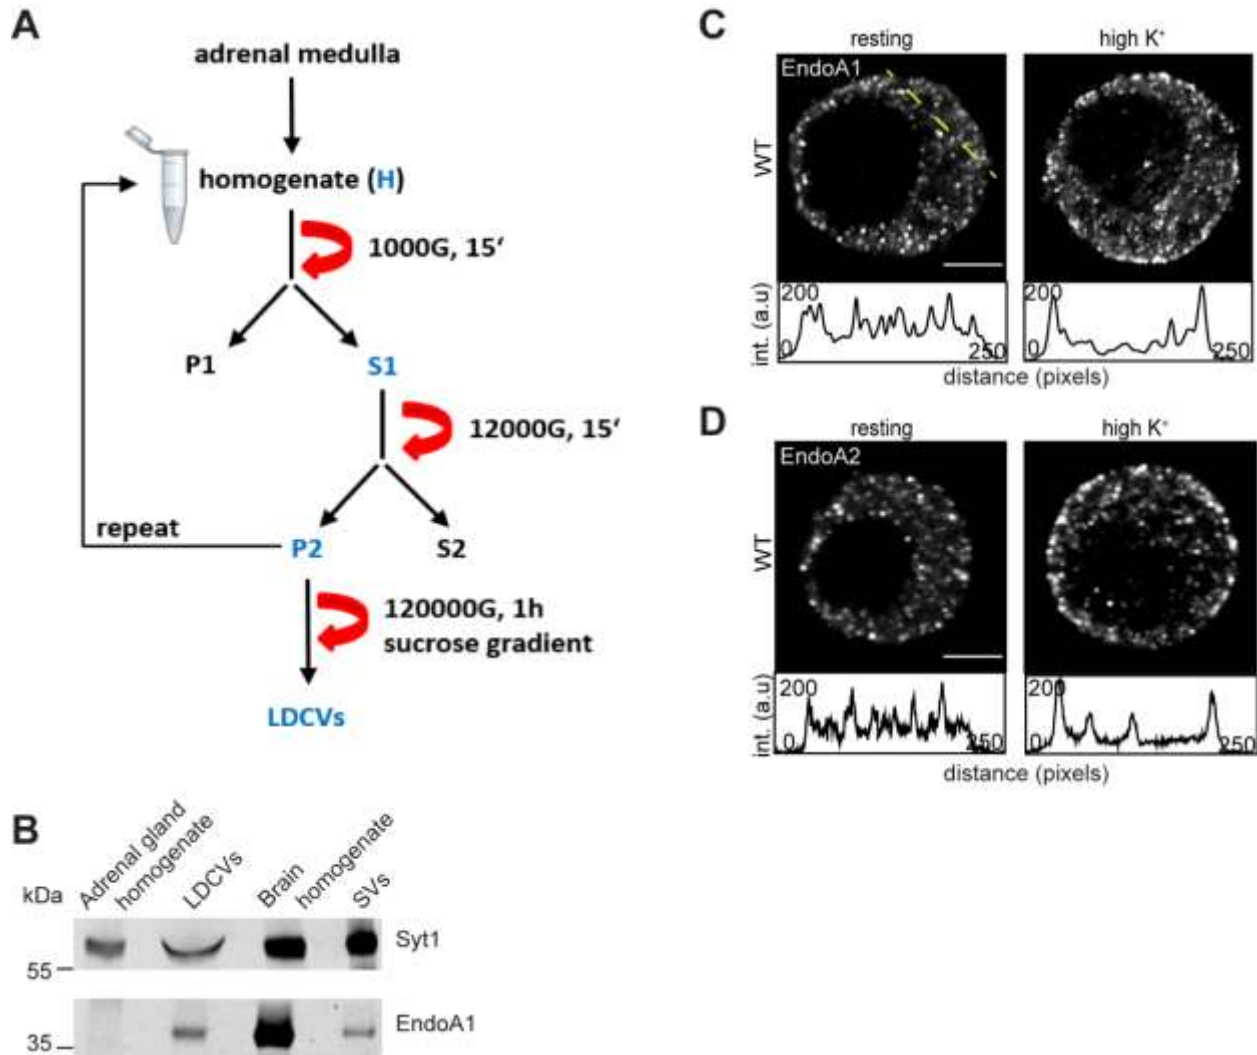 A
adrenal medulla
homogenate (H)
1000G, 15‘
P1
S1
12000G, 15‘
repeat
P2
S2
120000G, 1h
sucrose gradient
LDCVs
B
Adrenal gland
homogenate
LDCVs
Brain
homogenate
SVs
kDa
Syt1
55
EndoA1
35
C
resting
high K⁺
EndoA1
WT
int. (a.u)
200
0
250
200
0
250
distance (pixels)
D
resting
high K⁺
EndoA2
WT
int. (a.u)
200
0
250
200
0
250
distance (pixels)